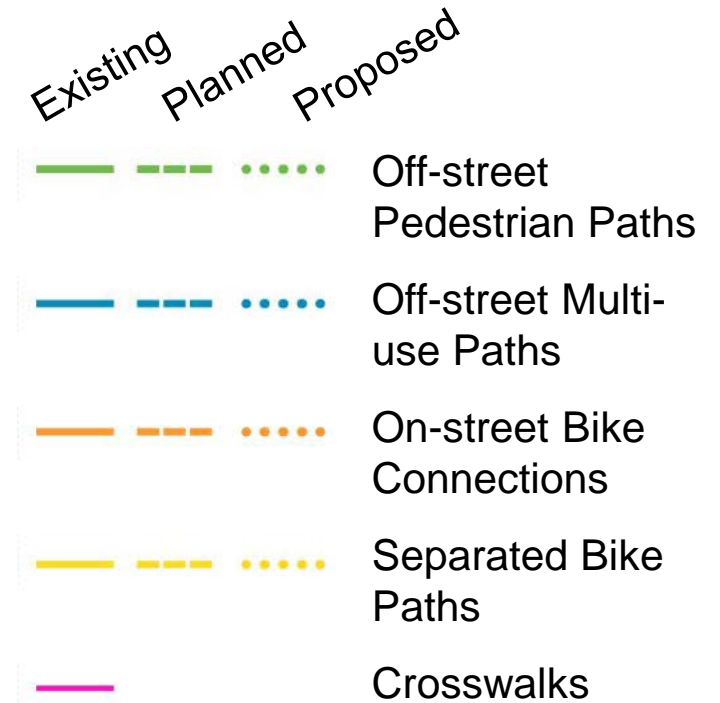 Existing
Planned
Proposed
Off-street
Pedestrian Paths
Off-street Multi-
use Paths
On-street Bike
Connections
Separated Bike
Paths
Crosswalks